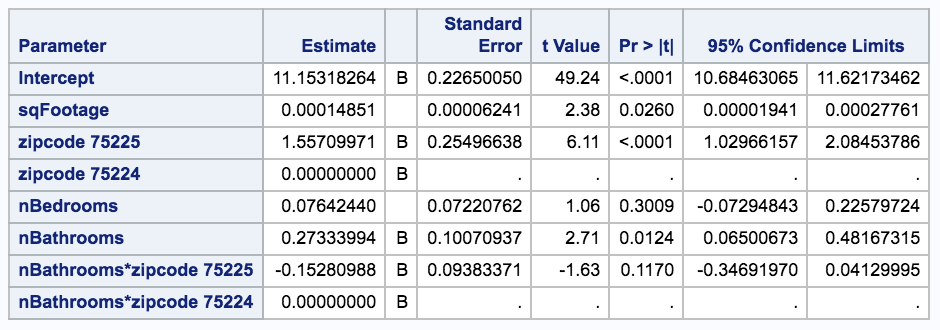 Parameter Estimate Standard Error t Value Pr > |t| 95% Confidence Limits
Intercept 11.15318264 B 0.22650050 49.24 <.0001 10.68463065 11.62173462
sqFootage 0.00014851 0.00006241 2.38 0.0260 0.00001941 0.00027761
zipcode 75225 1.55709971 B 0.25496638 6.11 <.0001 1.02966157 2.08453786
zipcode 75224 0.00000000 B . . . . .
nBedrooms 0.07642440 0.07220762 1.06 0.3009 -0.07294843 0.22579724
nBathrooms 0.27333994 B 0.10070937 2.71 0.0124 0.06500673 0.48167315
nBathrooms*zipcode 75225 -0.15280988 B 0.09383371 -1.63 0.1170 -0.34691970 0.04129995
nBathrooms*zipcode 75224 0.00000000 B . . . . .